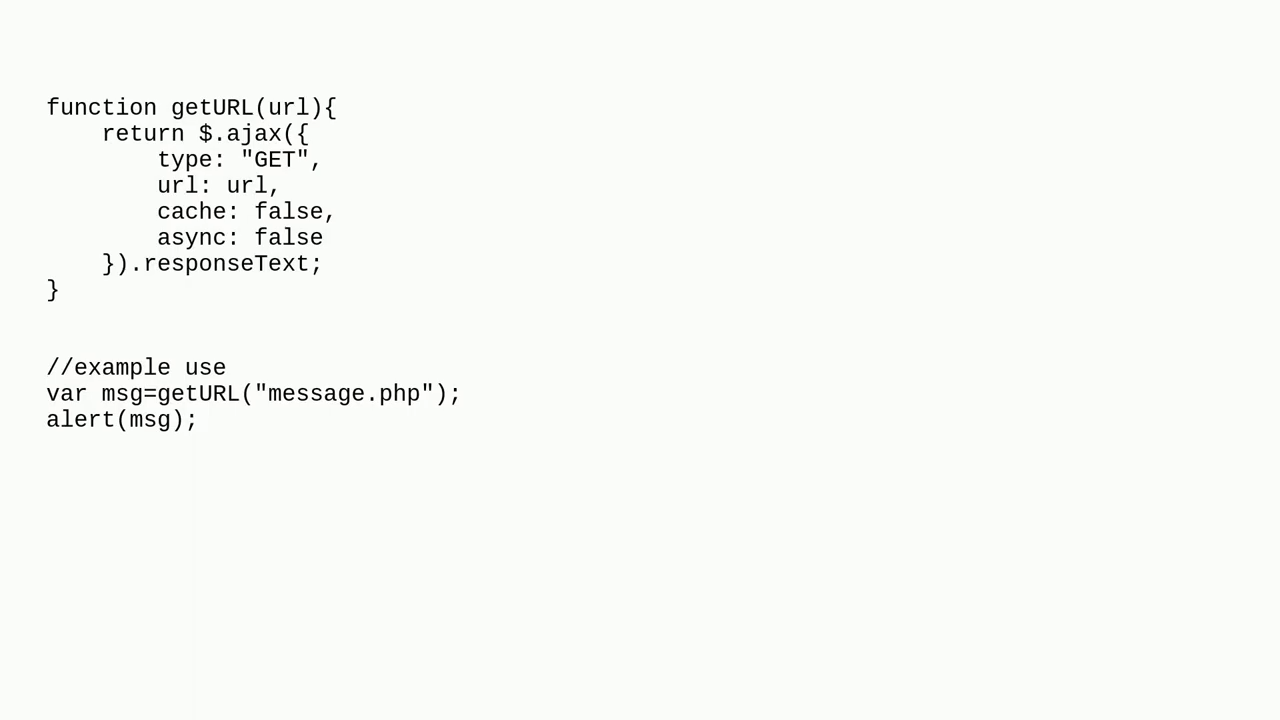 function getURL(url){
    return $.ajax({
        type: "GET",
        url: url,
        cache: false,
        async: false
    }).responseText;
}
//example use
var msg=getURL("message.php");
alert(msg);